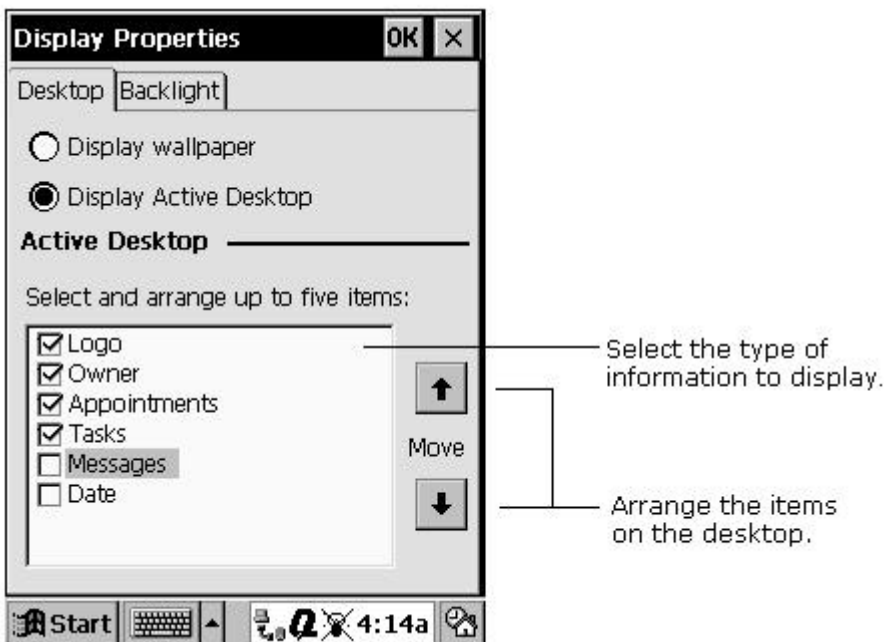 Display Properties OK ×
Desktop Backlight
Display wallpaper
Display Active Desktop
Active Desktop
Select and arrange up to five items:
Logo
Owner
Appointments
Tasks
Messages
Date
Move
Select the type of
information to display.
Arrange the items
on the desktop.
Start 4:14a